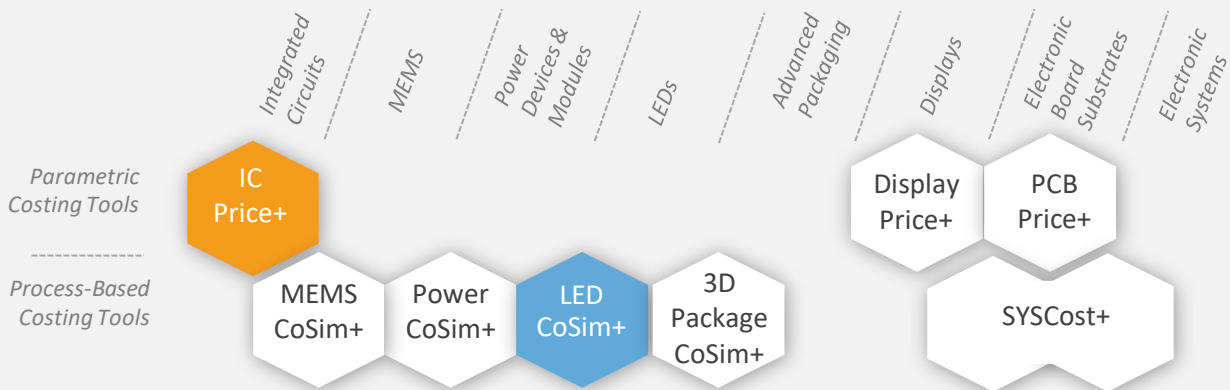 Integrated
Circuits
MEMS
Power
Devices &
Modules
LEDs
Advanced
Packaging
Displays
Electronic
Board
Substrates
Electronic
Systems
Parametric
Costing Tools
IC
Price+
Display
Price+
PCB
Price+
Process-Based
Costing Tools
MEMS
CoSim+
Power
CoSim+
LED
CoSim+
3D
Package
CoSim+
SYSCost+